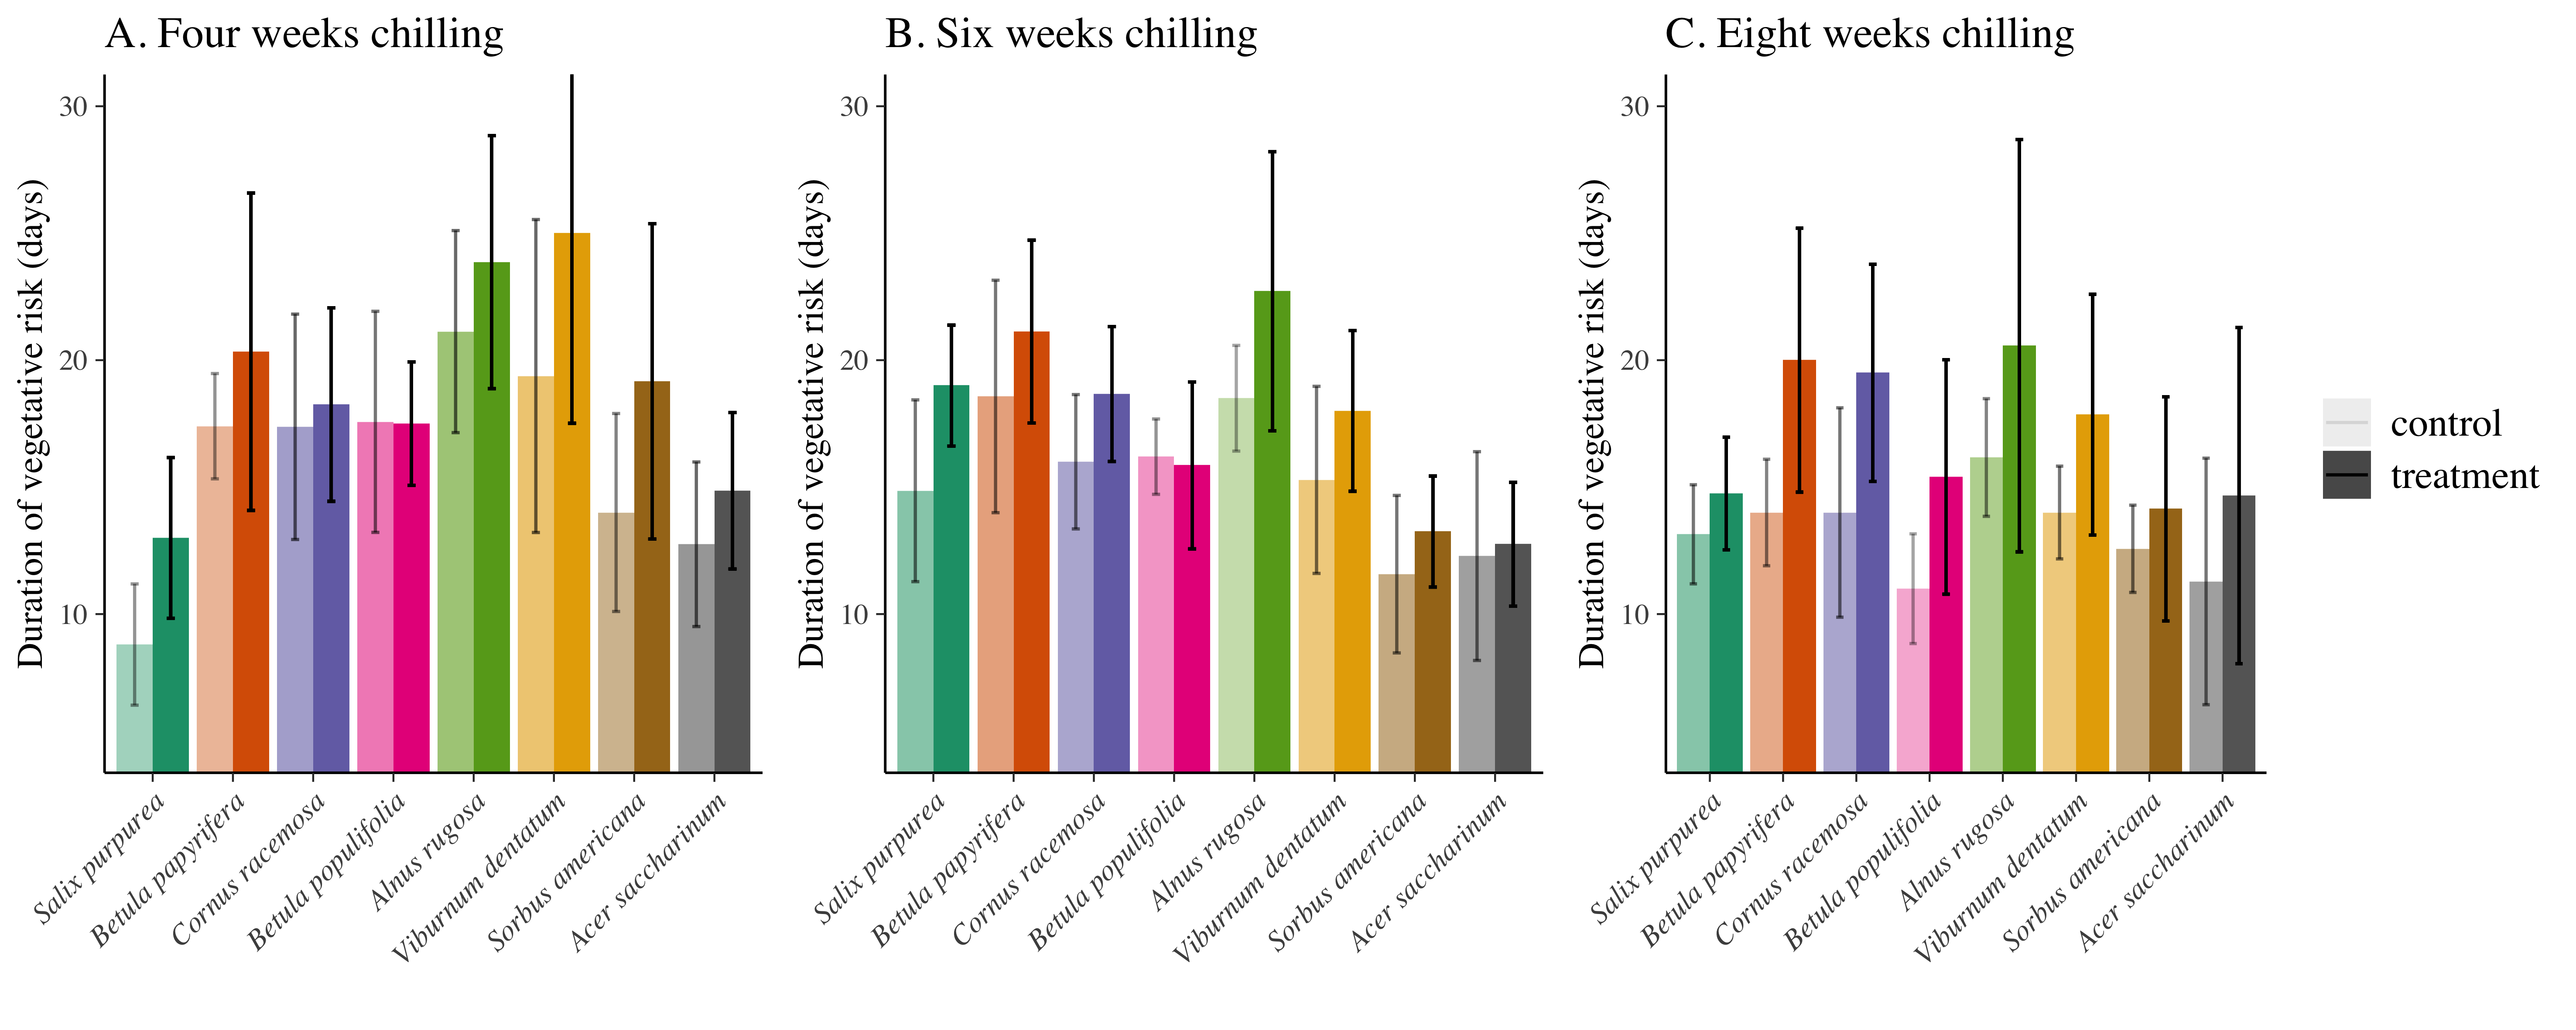 A. Four weeks chilling
Duration of vegetative risk (days)
30
20
10
Salix purpurea
Betula papyrifera
Cornus racemosa
Betula populifolia
Alnus rugosa
Viburnum dentatum
Sorbus americana
Acer saccharinum
B. Six weeks chilling
Duration of vegetative risk (days)
30
20
10
Salix purpurea
Betula papyrifera
Cornus racemosa
Betula populifolia
Alnus rugosa
Viburnum dentatum
Sorbus americana
Acer saccharinum
C. Eight weeks chilling
Duration of vegetative risk (days)
30
20
10
Salix purpurea
Betula papyrifera
Cornus racemosa
Betula populifolia
Alnus rugosa
Viburnum dentatum
Sorbus americana
Acer saccharinum
control
treatment